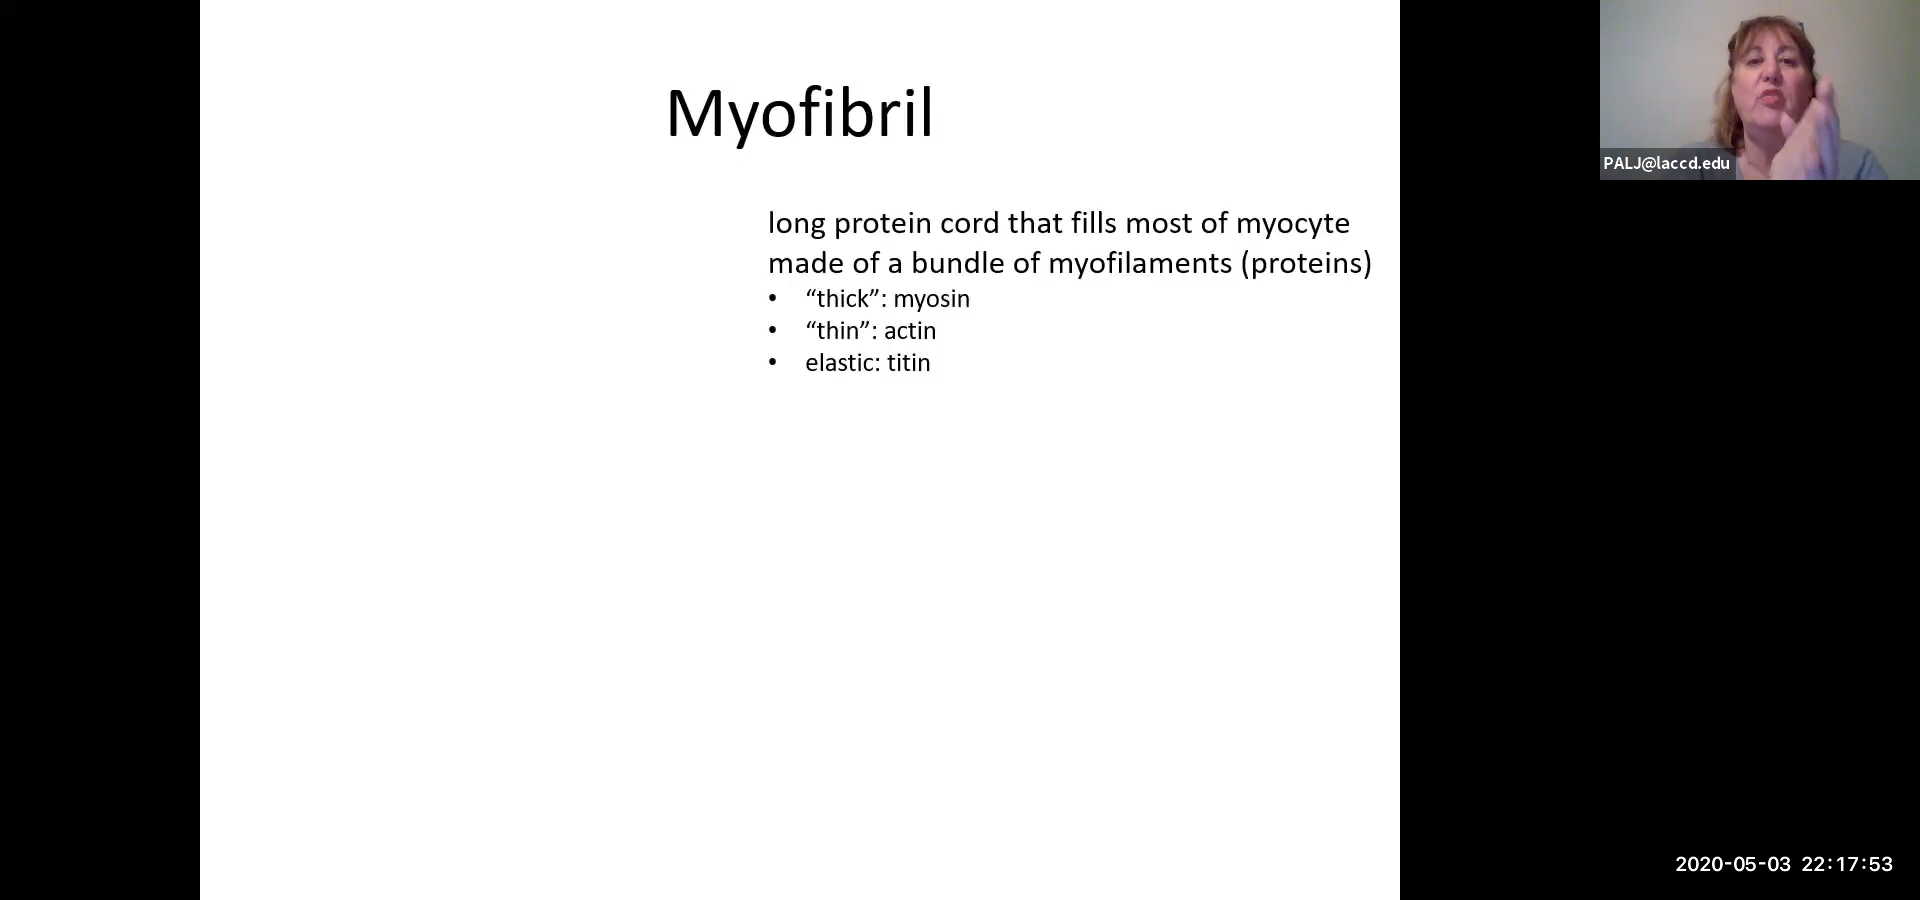 Myofibril
long protein cord that fills most of myocyte
made of a bundle of myofilaments (proteins)
• “thick”: myosin
• “thin”: actin
• elastic: titin
PALJ@laccd.edu
2020-05-03 22:17:53